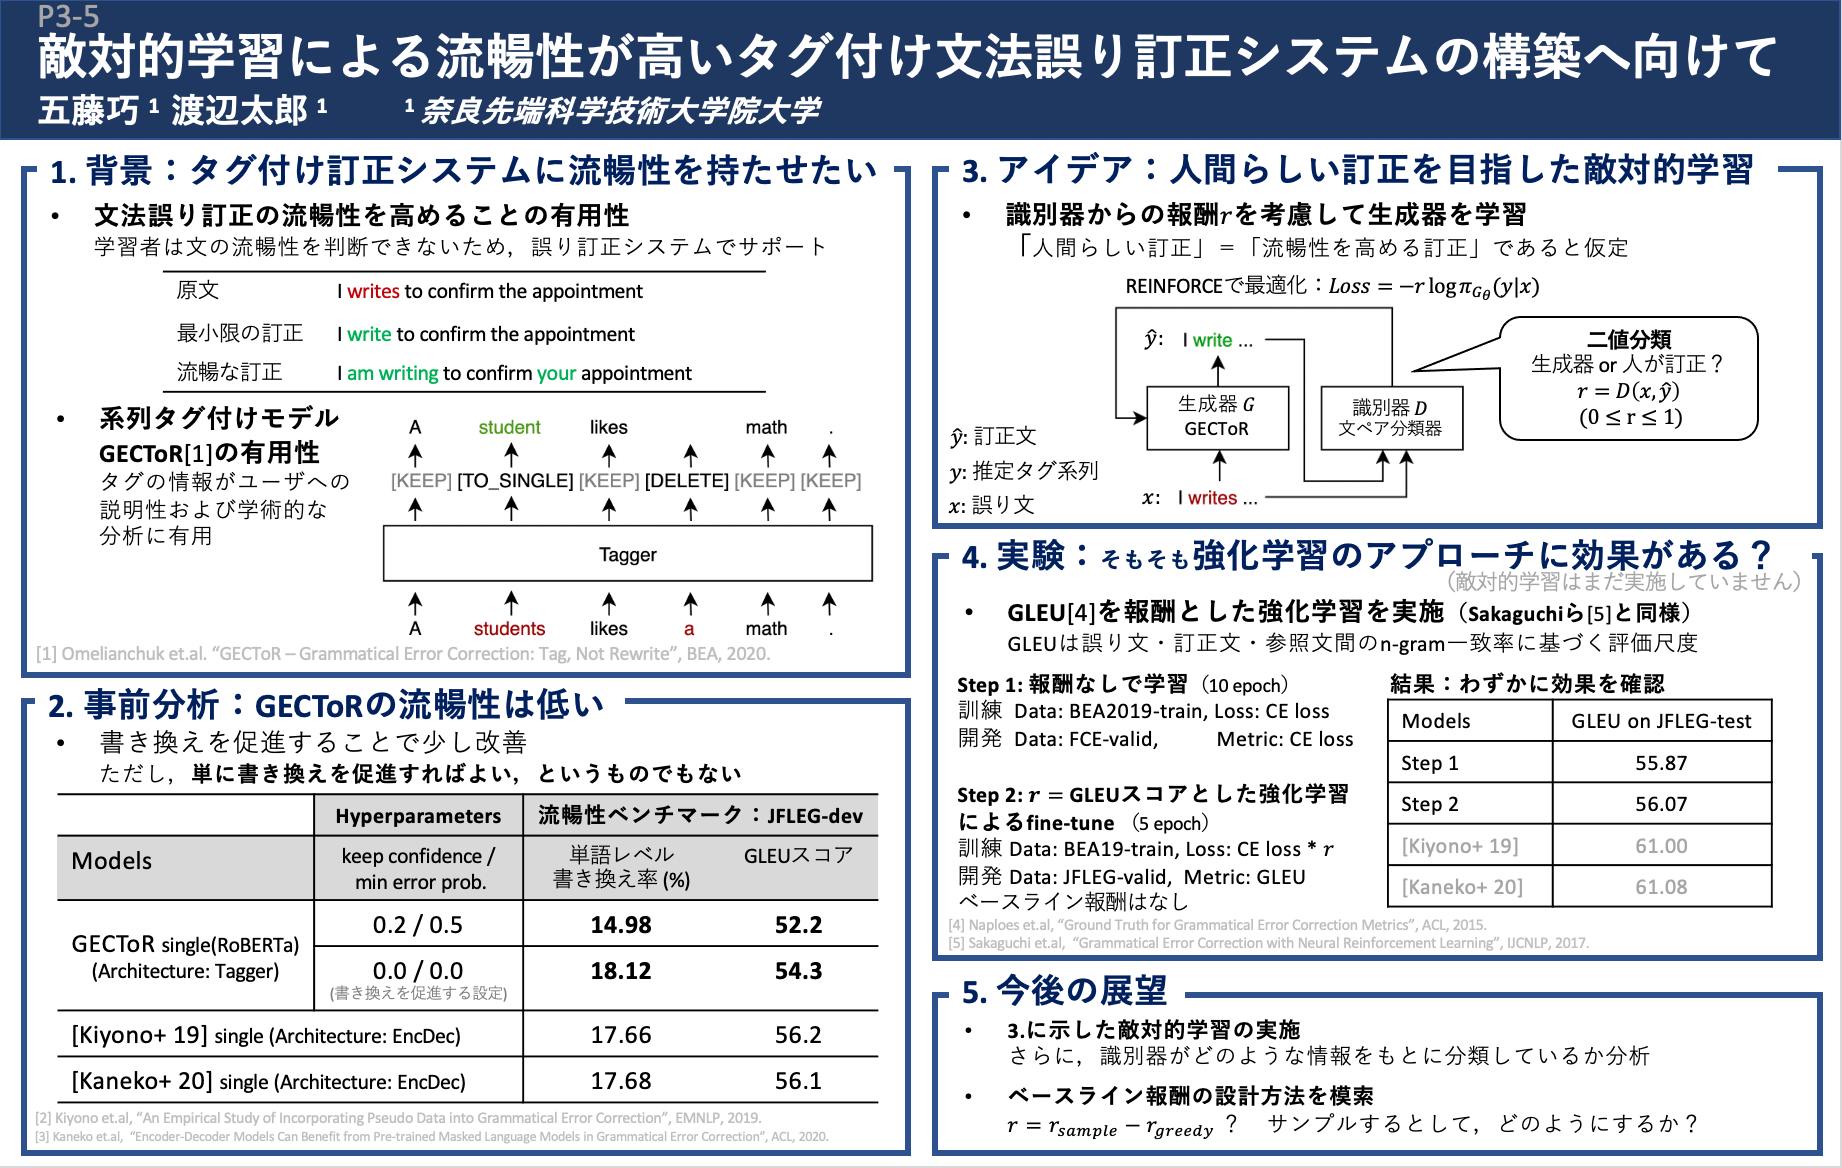 P3-5
敵対的学習による流暢性が高いタグ付け文法誤り訂正システムの構築へ向けて
五藤巧 1 渡辺太郎 1 1 奈良先端科学技術大学院大学
1. 背景：タグ付け訂正システムに流暢性を持たせたい
• 文法誤り訂正の流暢性を高めることの有用性
学習者は文の流暢性を判断できないため，誤り訂正システムでサポート
原文 I writes to confirm the appointment
最小限の訂正 I write to confirm the appointment
流暢な訂正 I am writing to confirm your appointment
• 系列タグ付けモデル
GECToR[1]の有用性
タグの情報がユーザへの
説明性および学術的な
分析に有用
A student likes math .
[KEEP] [TO_SINGLE] [KEEP] [DELETE] [KEEP] [KEEP]
Tagger
A students likes a math .
[1] Omelianchuk et.al. “GECToR – Grammatical Error Correction: Tag, Not Rewrite”, BEA, 2020.
2. 事前分析：GECToRの流暢性は低い
• 書き換えを促進することで少し改善
ただし，単に書き換えを促進すればよい，というものでもない
Hyperparameters 流暢性ベンチマーク：JFLEG-dev
Models keep confidence / min error prob. 単語レベル 書き換え率 (%) GLEUスコア
GECToR single(RoBERTa)
(Architecture: Tagger)
0.2 / 0.5 14.98 52.2
0.0 / 0.0 18.12 54.3
(書き換えを促進する設定)
[Kiyono+ 19] single (Architecture: EncDec) 17.66 56.2
[Kaneko+ 20] single (Architecture: EncDec) 17.68 56.1
[2] Kiyono et.al, “An Empirical Study of Incorporating Pseudo Data into Grammatical Error Correction”, EMNLP, 2019.
[3] Kaneko et.al, “Encoder-Decoder Models Can Benefit from Pre-trained Masked Language Models in Grammatical Error Correction”, ACL, 2020.
3. アイデア：人間らしい訂正を目指した敵対的学習
• 識別器からの報酬rを考慮して生成器を学習
「人間らしい訂正」＝「流暢性を高める訂正」であると仮定
REINFORCEで最適化：Loss = −r log π_{G_θ}(y|x)
ŷ: I write ...
生成器 G
GECToR
識別器 D
文ペア分類器
x: I writes ...
二値分類
生成器 or 人が訂正？
r = D(x, ŷ)
(0 ≤ r ≤ 1)
ŷ: 訂正文
y: 推定タグ系列
x: 誤り文
4. 実験：そもそも強化学習のアプローチに効果がある？
（敵対的学習はまだ実施していません）
• GLEU[4]を報酬とした強化学習を実施（Sakaguchiら[5]と同様）
GLEUは誤り文・訂正文・参照文間のn-gram一致率に基づく評価尺度
Step 1: 報酬なしで学習（10 epoch）
訓練 Data: BEA2019-train, Loss: CE loss
開発 Data: FCE-valid, Metric: CE loss
Step 2: r = GLEUスコアとした強化学習
によるfine-tune （5 epoch）
訓練 Data: BEA19-train, Loss: CE loss * r
開発 Data: JFLEG-valid, Metric: GLEU
ベースライン報酬はなし
結果：わずかに効果を確認
Models GLEU on JFLEG-test
Step 1 55.87
Step 2 56.07
[Kiyono+ 19] 61.00
[Kaneko+ 20] 61.08
[4] Naploes et.al, “Ground Truth for Grammatical Error Correction Metrics”, ACL, 2015.
[5] Sakaguchi et.al, “Grammatical Error Correction with Neural Reinforcement Learning”, IJCNLP, 2017.
5. 今後の展望
• 3.に示した敵対的学習の実施
さらに，識別器がどのような情報をもとに分類しているか分析
• ベースライン報酬の設計方法を模索
r = r_{sample} − r_{greedy} ？ サンプルするとして，どのようにするか？